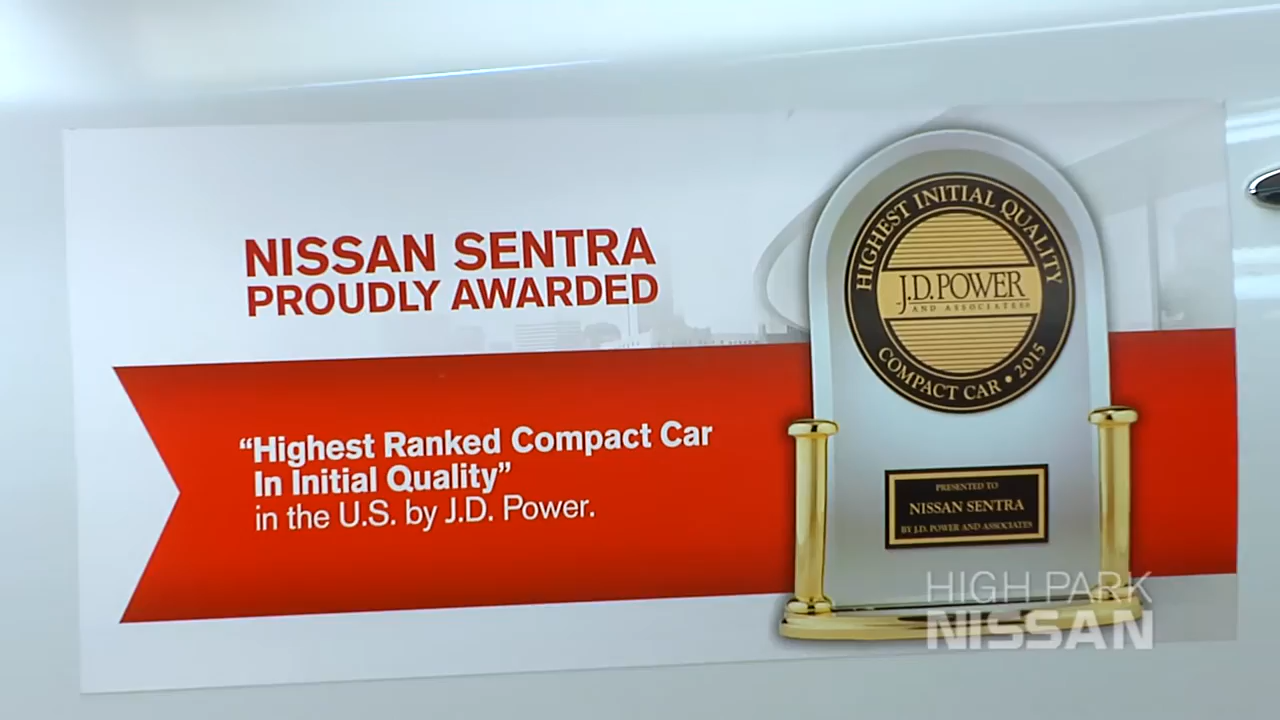 NISSAN SENTRA
PROUDLY AWARDED
“Highest Ranked Compact Car
In Initial Quality”
in the U.S. by J.D. Power.
HIGHEST INITIAL QUALITY
J.D. POWER
AND ASSOCIATES
COMPACT CAR • 2015
PRESENTED TO
NISSAN SENTRA
BY J.D. POWER AND ASSOCIATES
HIGH PARK
NISSAN